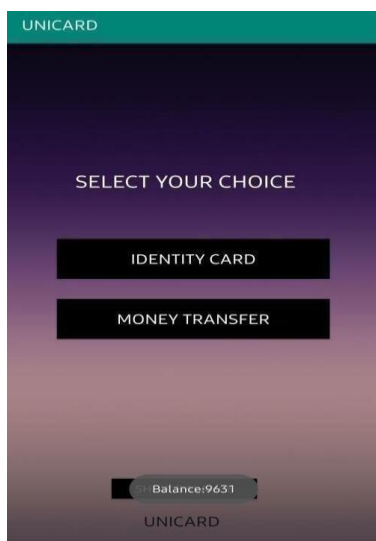 UNICARD
SELECT YOUR CHOICE
IDENTITY CARD
MONEY TRANSFER
Balance:9631
UNICARD